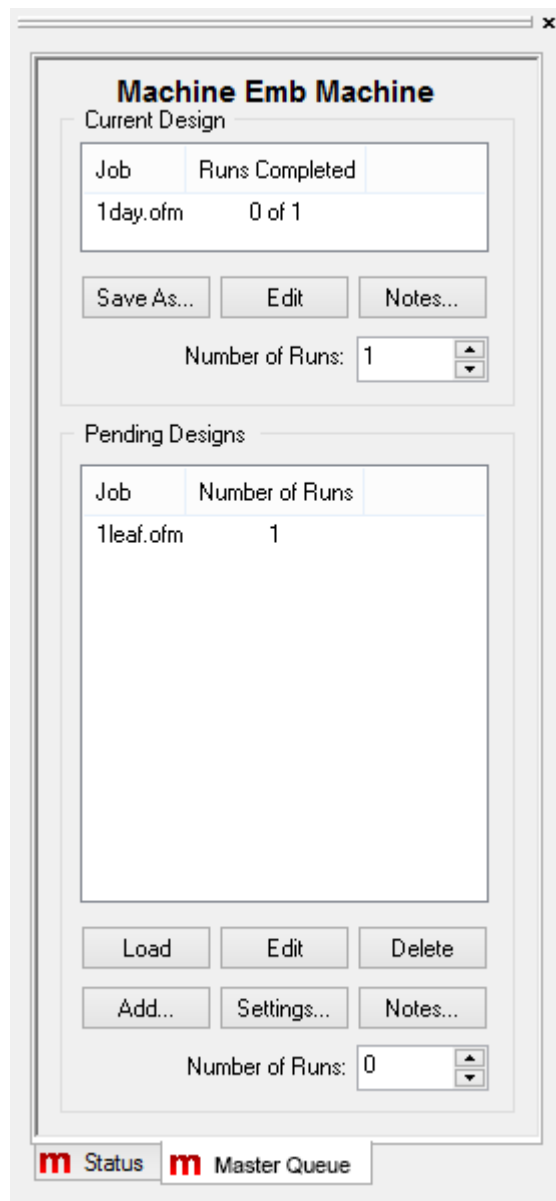 Machine Emb Machine
Current Design
Job Runs Completed
1day.ofm 0 of 1
Save As... Edit Notes...
Number of Runs: 1
Pending Designs
Job Number of Runs
1leaf.ofm 1
Load Edit Delete
Add... Settings... Notes...
Number of Runs: 0
m Status m Master Queue